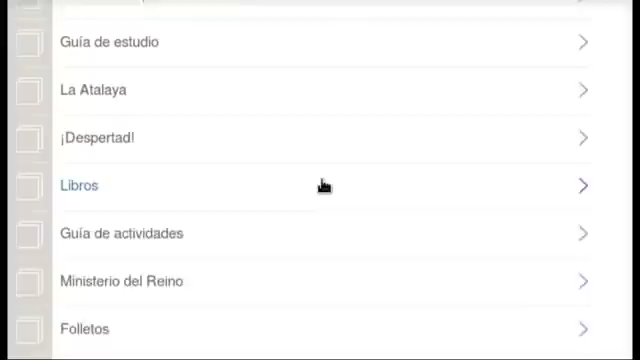 Guía de estudio
La Atalaya
¡Despertad!
Libros
Guía de actividades
Ministerio del Reino
Folletos